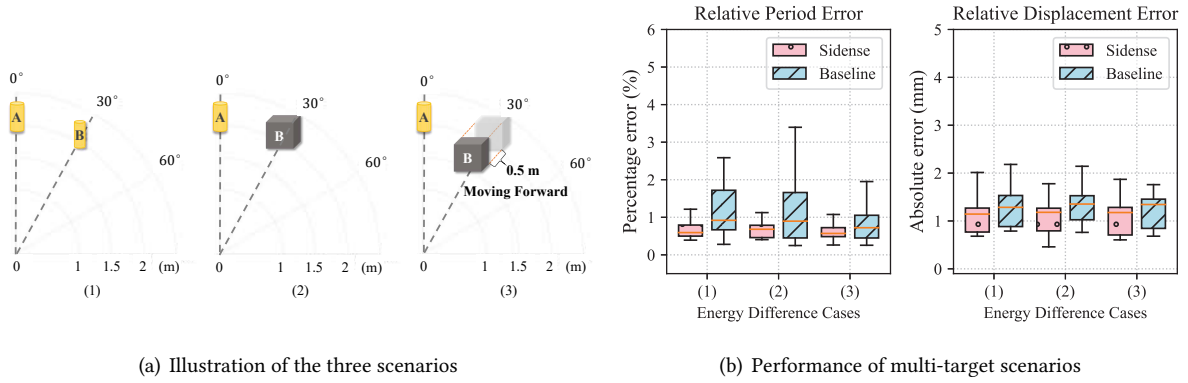 0°
A
30°
B
60°
0
1
1.5
2
(m)
(1)
0°
A
30°
B
60°
0
1
1.5
2
(m)
(2)
0°
A
30°
B
60°
0.5 m
Moving Forward
0
1
1.5
2
(m)
(3)
(a) Illustration of the three scenarios
Relative Period Error
Percentage error (%)
6
5
4
3
2
1
0
Sidense
Baseline
(1)
(2)
(3)
Energy Difference Cases
Relative Displacement Error
Absolute error (mm)
5
4
3
2
1
0
Sidense
Baseline
(1)
(2)
(3)
Energy Difference Cases
(b) Performance of multi-target scenarios